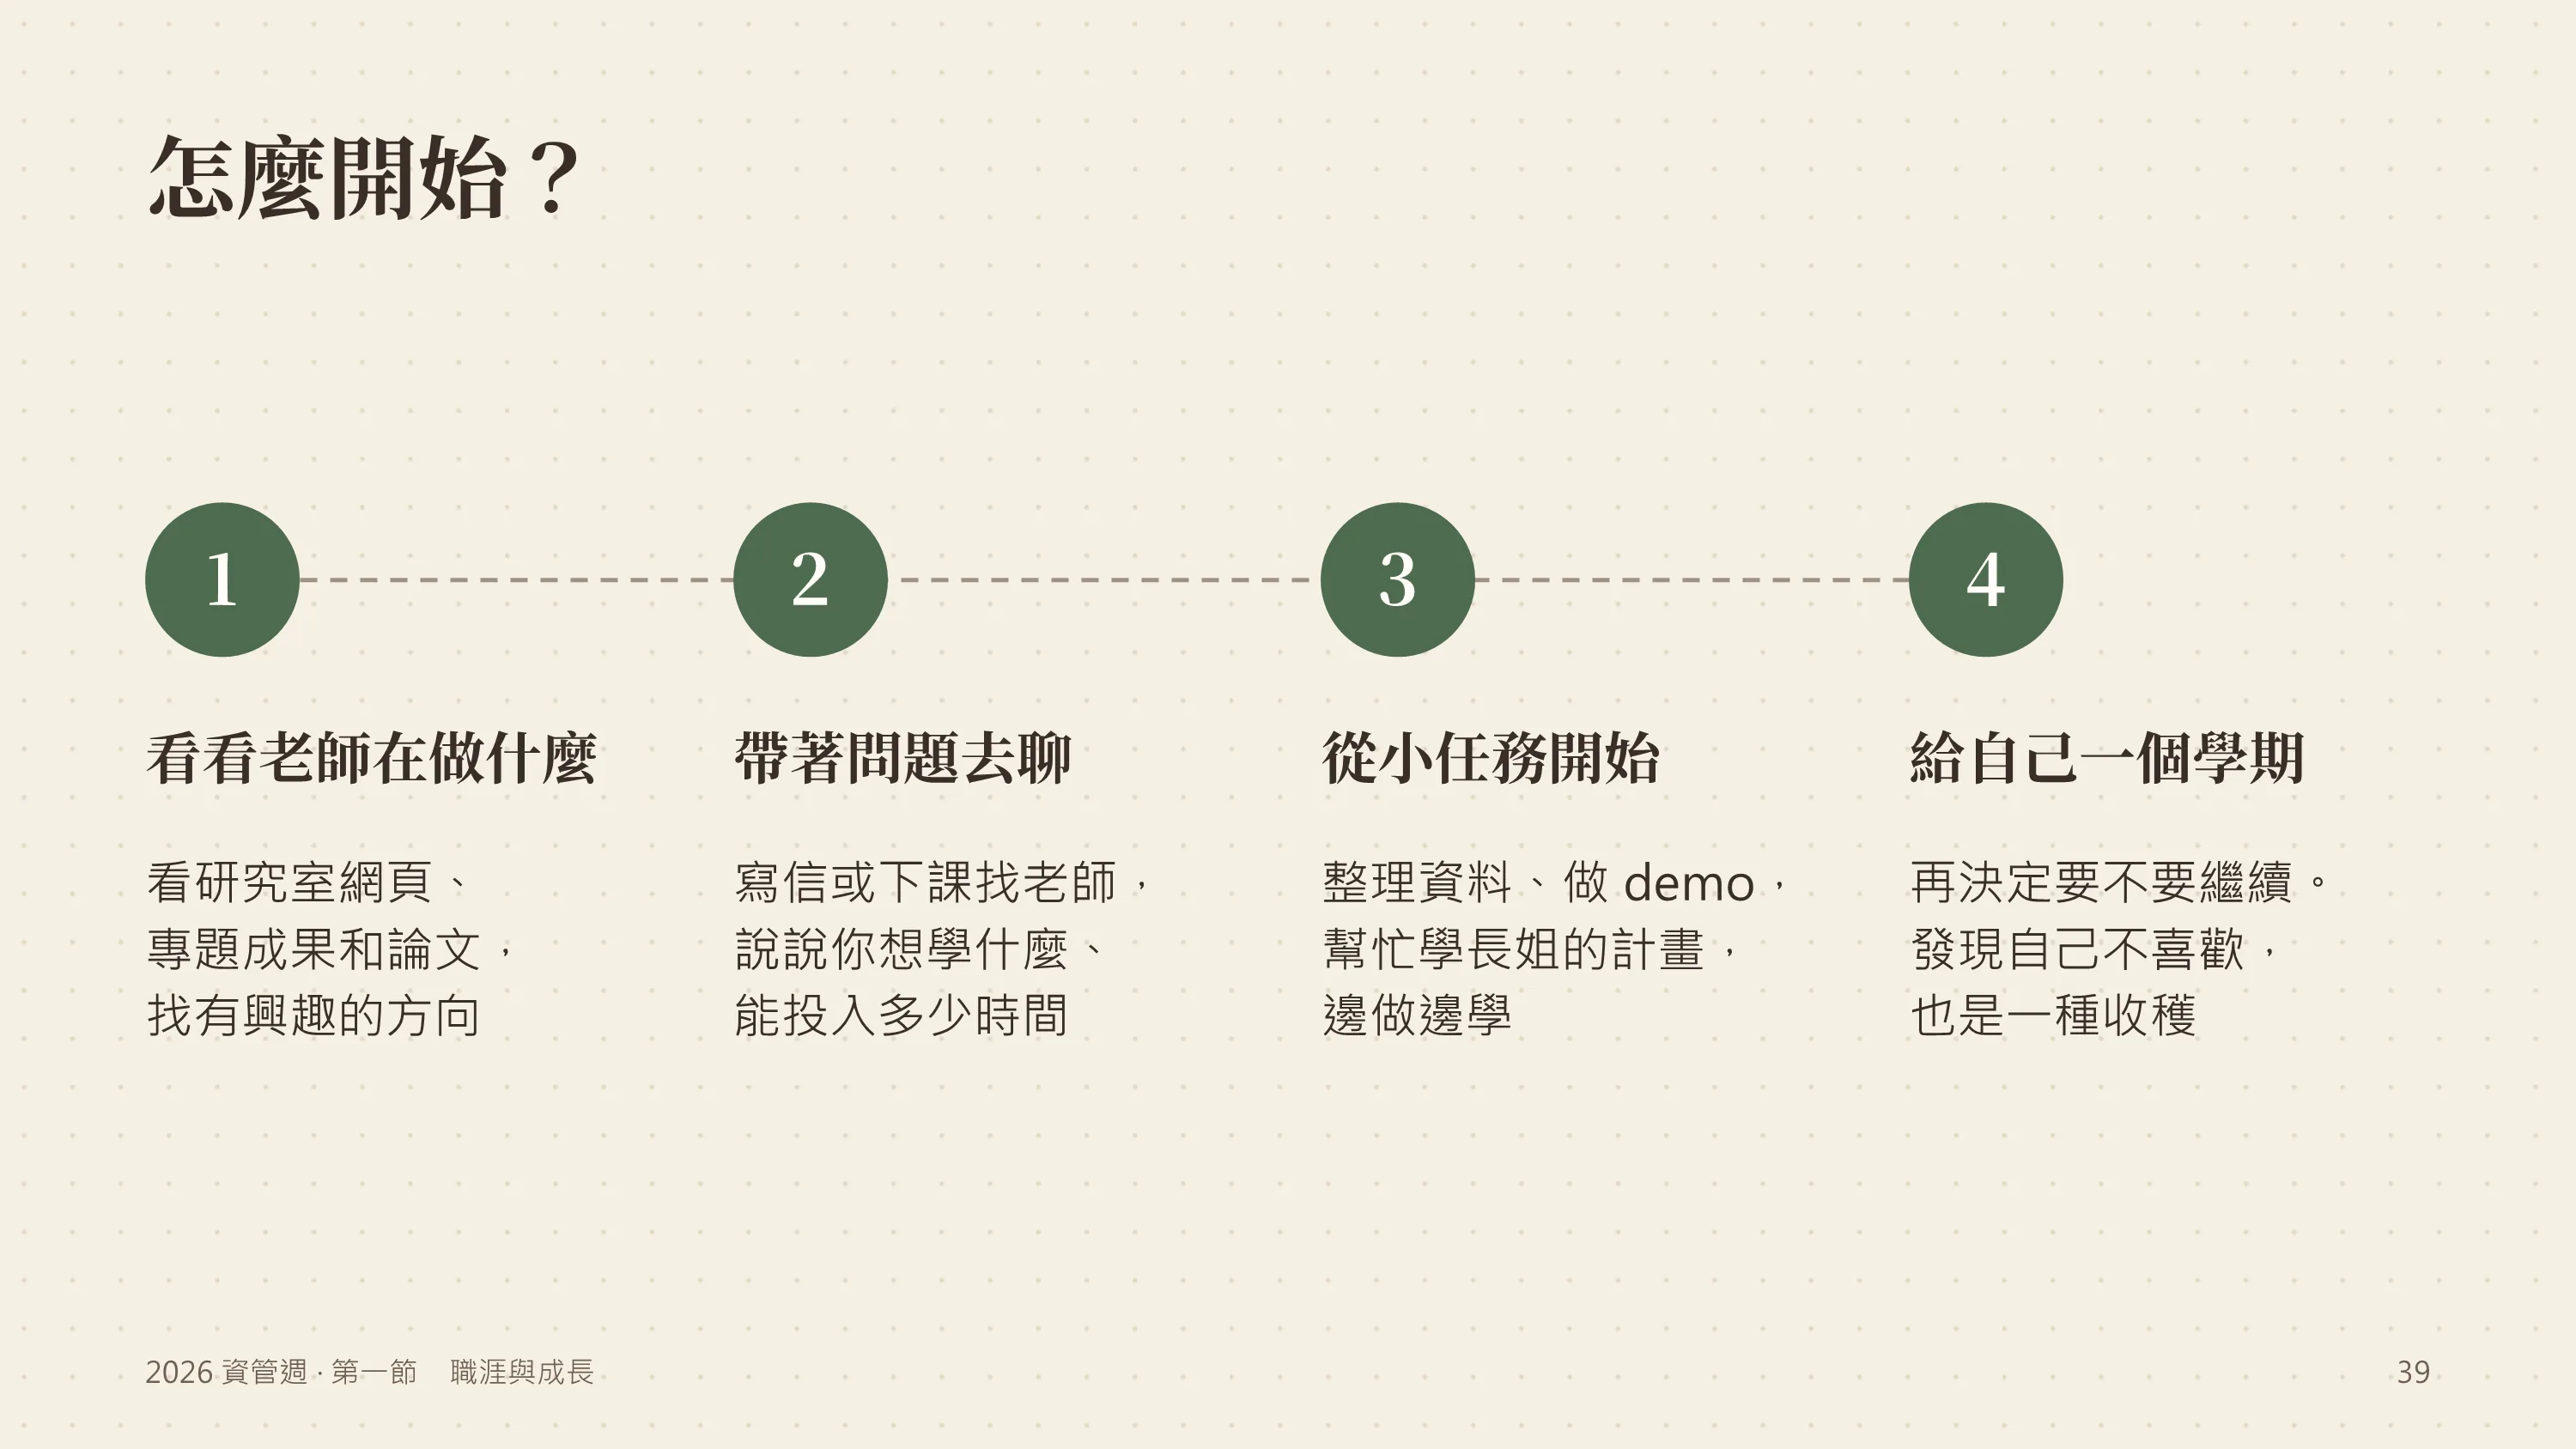 怎麼開始？
1
2
3
4
看看老師在做什麼
看研究室網頁、
專題成果和論文，
找有興趣的方向
帶著問題去聊
寫信或下課找老師，
說說你想學什麼、
能投入多少時間
從小任務開始
整理資料、做 demo，
幫忙學長姐的計畫，
邊做邊學
給自己一個學期
再決定要不要繼續。
發現自己不喜歡，
也是一種收穫
2026 資管週 · 第一節　職涯與成長
39